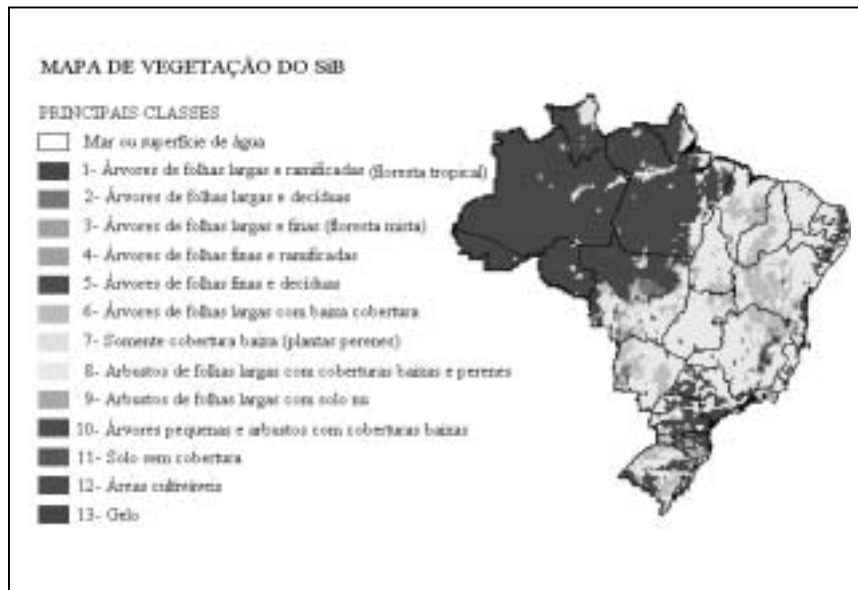 MAPA DE VEGETAÇÃO DO SiB
PRINCIPAIS CLASSES
Mar ou superfície de água
1- Árvores de folhas largas e ramificadas (floresta tropical)
2- Árvores de folhas largas e decíduas
3- Árvores de folhas largas e finas (floresta mista)
4- Árvores de folhas finas e ramificadas
5- Árvores de folhas finas e decíduas
6- Árvores de folhas largas com baixa cobertura
7- Somente cobertura baixa (plantas perenes)
8- Arbustos de folhas largas com coberturas baixas e perenes
9- Arbustos de folhas largas com solo nu
10- Árvores pequenas e arbustos com coberturas baixas
11- Solo sem cobertura
12- Áreas cultiváveis
13- Gelo